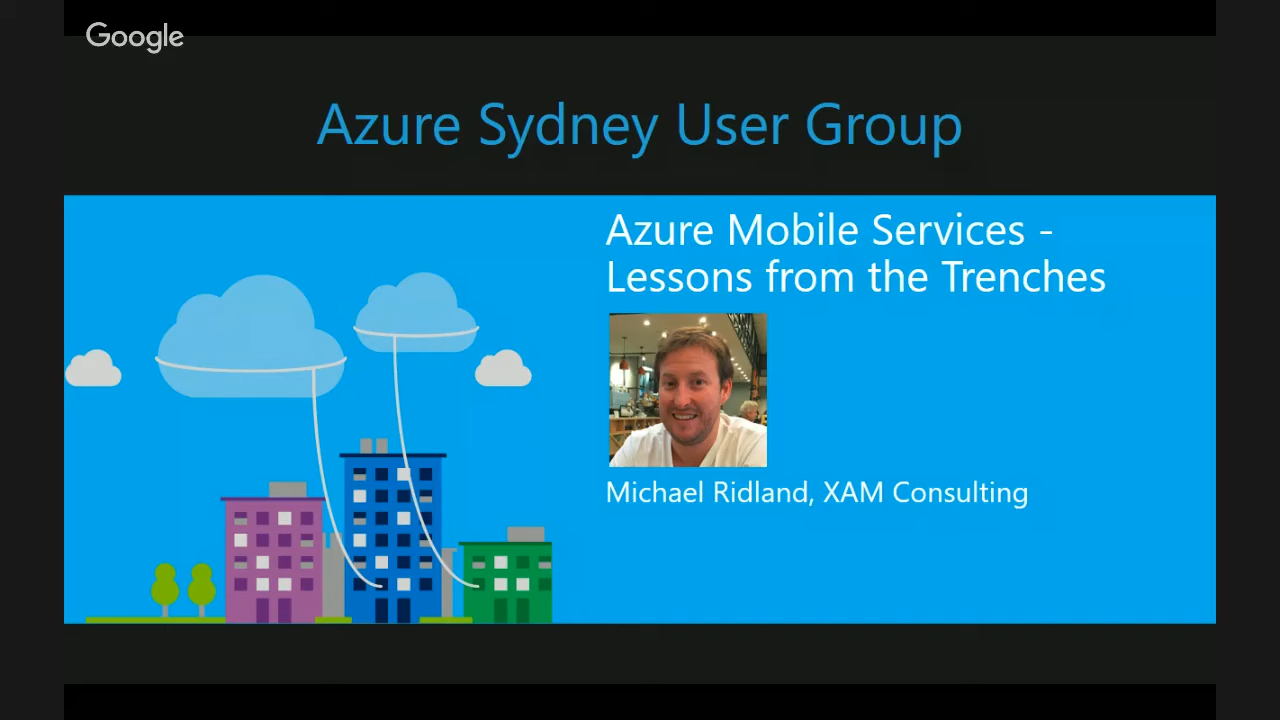 Google
Azure Sydney User Group
Azure Mobile Services -
Lessons from the Trenches
Michael Ridland, XAM Consulting